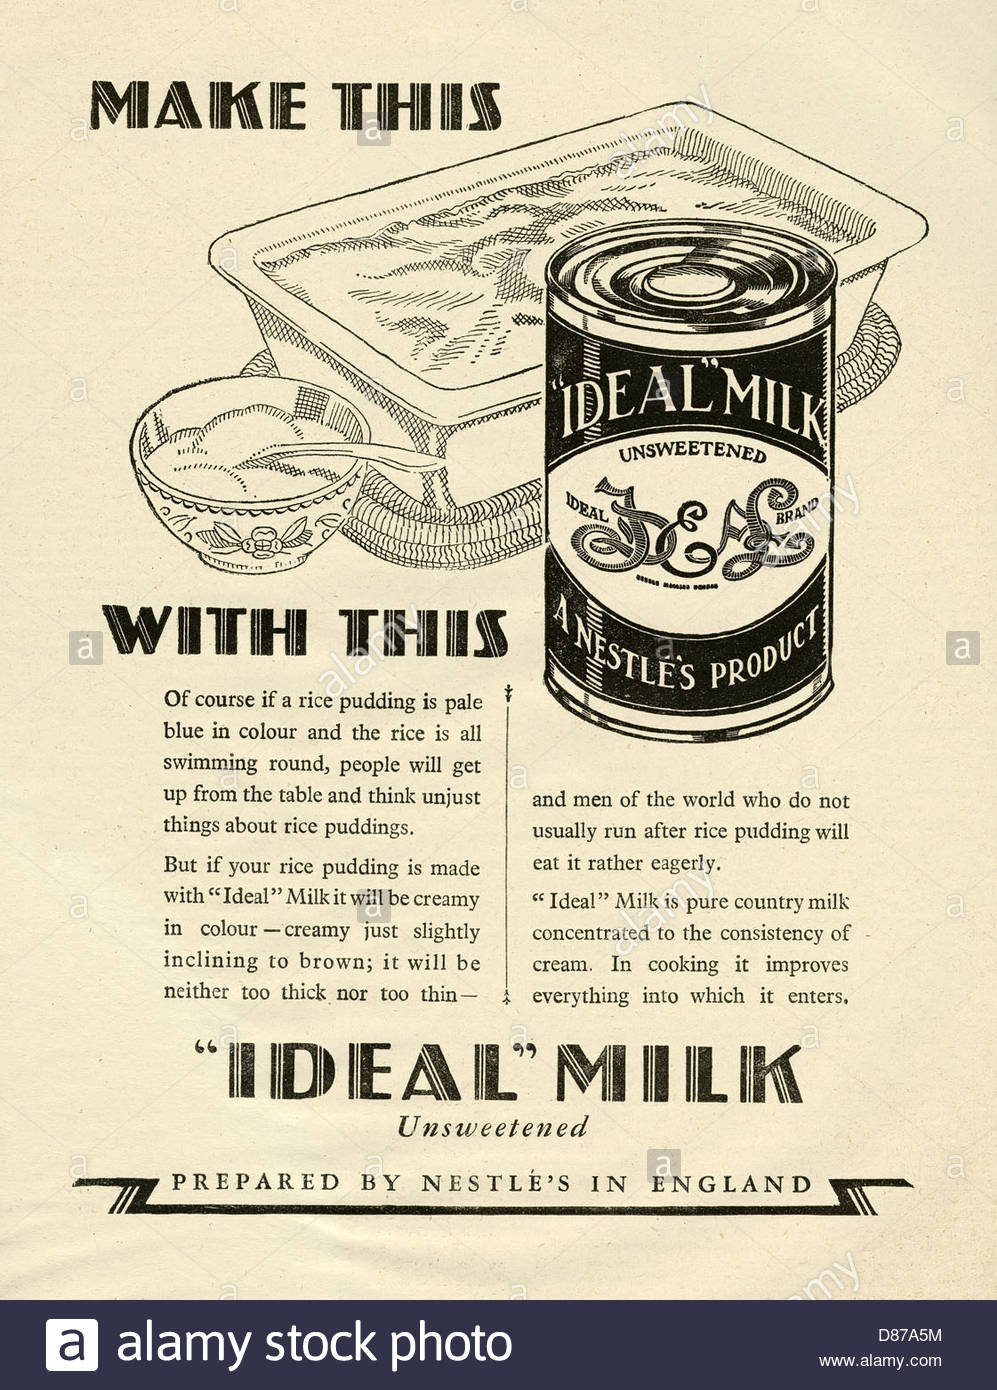 MAKE THIS
"IDEAL" MILK
UNSWEETENED
IDEAL
BRAND
A NESTLÉ'S PRODUCT
WITH THIS
Of course if a rice pudding is pale
blue in colour and the rice is all
swimming round, people will get
up from the table and think unjust
things about rice puddings.
But if your rice pudding is made
with "Ideal" Milk it will be creamy
in colour — creamy just slightly
inclining to brown; it will be
neither too thick nor too thin—
and men of the world who do not
usually run after rice pudding will
eat it rather eagerly.
"Ideal" Milk is pure country milk
concentrated to the consistency of
cream. In cooking it improves
everything into which it enters.
"IDEAL" MILK
Unsweetened
PREPARED BY NESTLÉ'S IN ENGLAND
a alamy stock photo
D87A5M
www.alamy.com